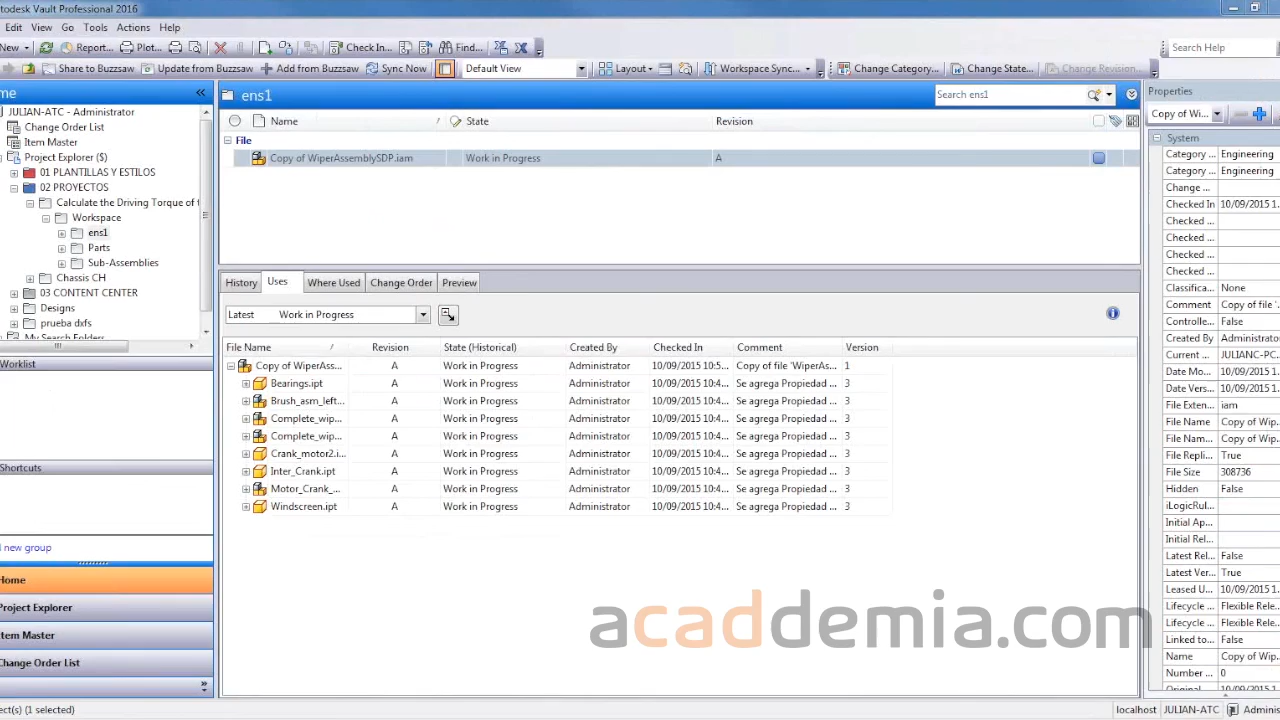 utodesk Vault Professional 2016
Edit View Go Tools Actions Help
New Report... Plot... Check In... Find... Search Help
Share to Buzzsaw Update from Buzzsaw Add from Buzzsaw Sync Now Default View Layout Workspace Sync... Change Category... Change State... Change Revision...
me « ens1 Search ens1 Properties
JULIAN-ATC - Administrator
Change Order List
Item Master
Project Explorer ($)
01 PLANTILLAS Y ESTILOS
02 PROYECTOS
Calculate the Driving Torque of t
Workspace
ens1
Parts
Sub-Assemblies
Chassis CH
03 CONTENT CENTER
Designs
prueba dxfs
My Search Folders
Worklist
Shortcuts
new group
Home
Project Explorer
Item Master
Change Order List
»
Name / State Revision
File
Copy of WiperAssemblySDP.iam Work in Progress A
History Uses Where Used Change Order Preview
Latest Work in Progress
File Name / Revision State (Historical) Created By Checked In Comment Version
Copy of WiperAss... A Work in Progress Administrator 10/09/2015 10:5... Copy of file 'WiperAs... 1
Bearings.ipt A Work in Progress Administrator 10/09/2015 10:4... Se agrega Propiedad ... 3
Brush_asm_left... A Work in Progress Administrator 10/09/2015 10:4... Se agrega Propiedad ... 3
Complete_wip... A Work in Progress Administrator 10/09/2015 10:4... Se agrega Propiedad ... 3
Complete_wip... A Work in Progress Administrator 10/09/2015 10:4... Se agrega Propiedad ... 3
Crank_motor2.i... A Work in Progress Administrator 10/09/2015 10:4... Se agrega Propiedad ... 3
Inter_Crank.ipt A Work in Progress Administrator 10/09/2015 10:4... Se agrega Propiedad ... 3
Motor_Crank_... A Work in Progress Administrator 10/09/2015 10:4... Se agrega Propiedad ... 3
Windscreen.ipt A Work in Progress Administrator 10/09/2015 10:4... Se agrega Propiedad ... 3
acaddemia.com
Copy of Wi...
System
Category ... Engineering
Category ... Engineering
Change ...
Checked In 10/09/2015 1...
Checked ...
Checked ...
Checked ...
Checked ...
Classifica... None
Comment Copy of file '...
Controlle... False
Created By Administrato
Current ... JULIANC-PC
Date Mo... 10/09/2015 1...
Date Vers... 10/09/2015 1...
File Exten... iam
File Name Copy of Wip...
File Nam... Copy of Wip...
File Repli... True
File Size 308736
Hidden False
iLogicRul...
Initial Ap...
Initial Rel...
Latest Rel... False
Latest Ver... True
Leased U... 10/09/2015 1...
Lifecycle ... Flexible Rele...
Lifecycle ... Flexible Rele...
Linked to... False
Name Copy of Wip...
Number ... 0
Original 10/09/2015 1
ect(s) (1 selected) localhost JULIAN-ATC Adminis